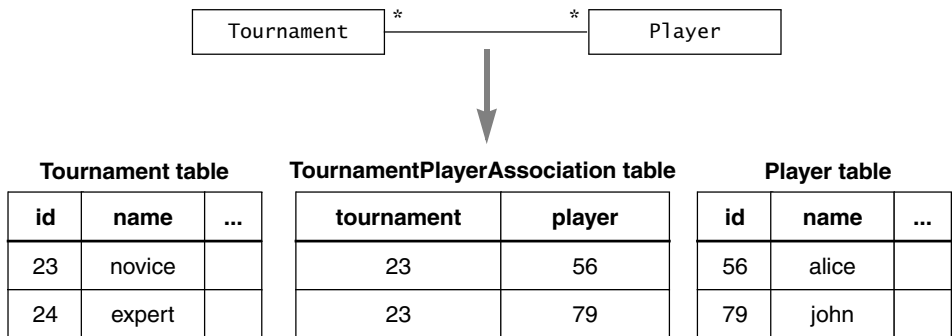 * *
Tournament Player
Tournament table TournamentPlayerAssociation table Player table
id name ... tournament player id name ...
23 novice 23 56 56 alice
24 expert 23 79 79 john